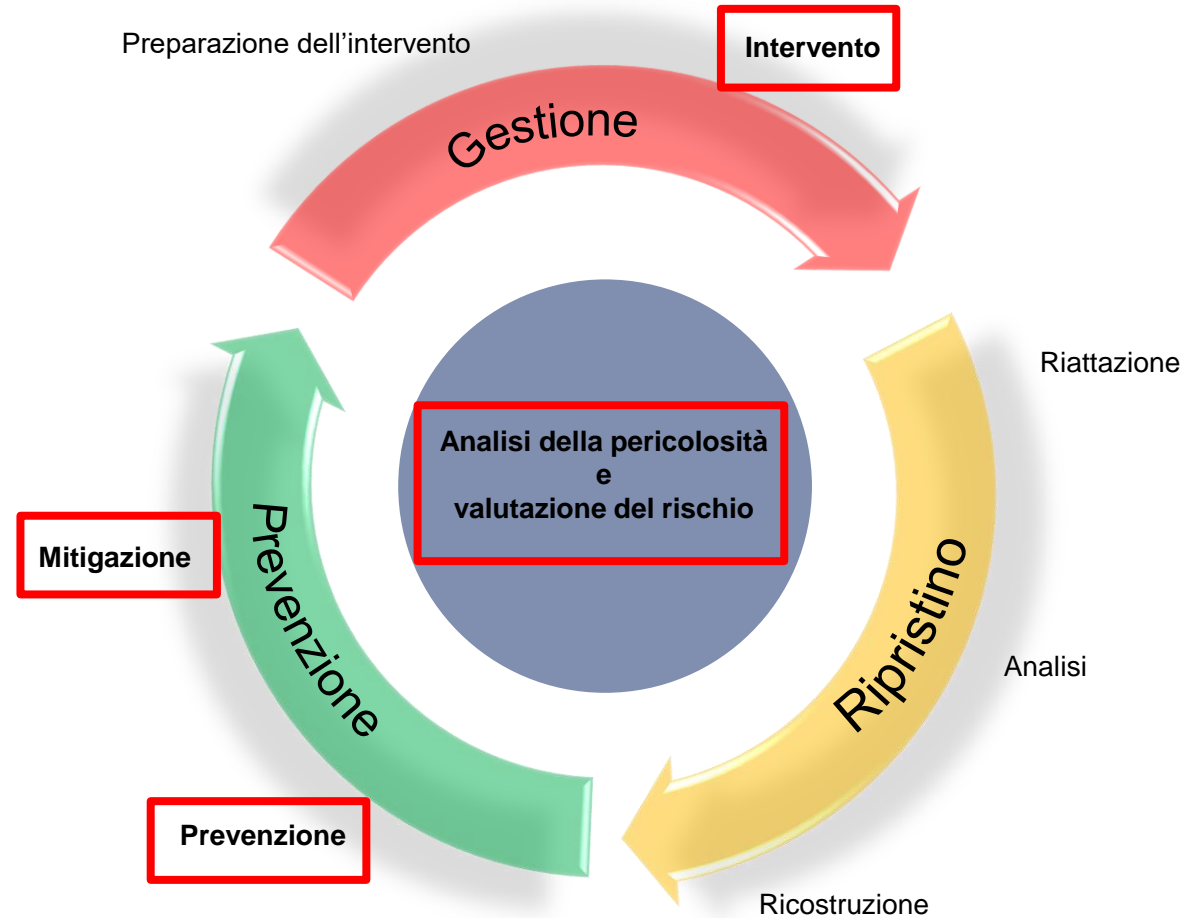 Preparazione dell’intervento
Intervento
Gestione
Riattazione
Analisi della pericolosità
e
valutazione del rischio
Mitigazione
Prevenzione
Ripristino
Analisi
Prevenzione
Ricostruzione